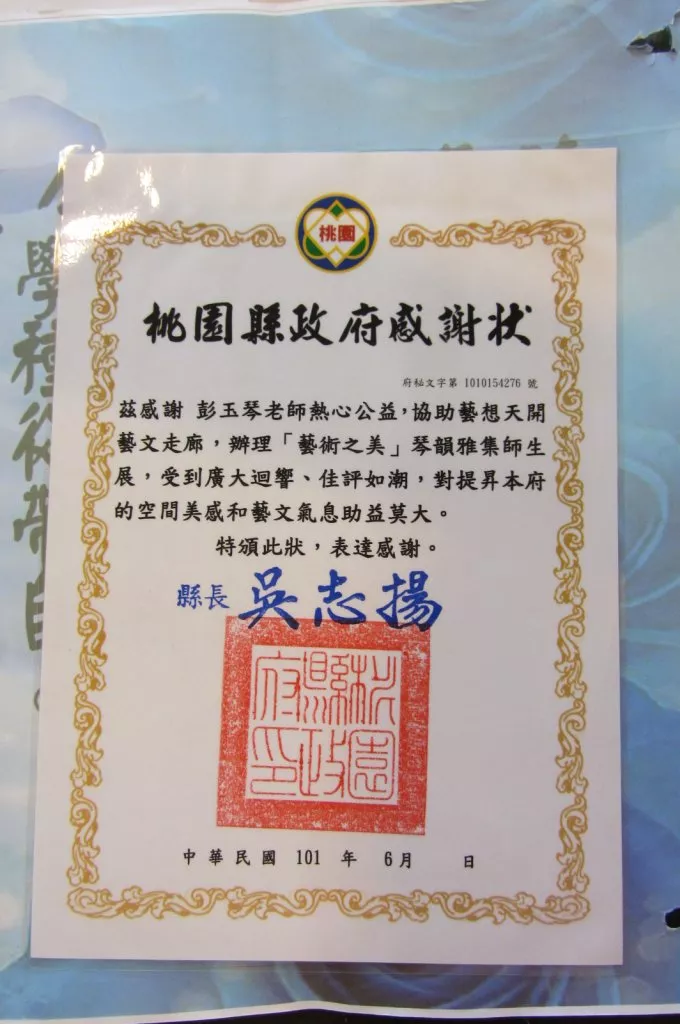 桃園
桃園縣政府感謝狀
府秘文字第 1010154276 號
茲感謝 彭玉琴老師熱心公益,協助藝想天開
藝文走廊,辦理「藝術之美」琴韻雅集師生
展,受到廣大迴響、佳評如潮,對提昇本府
的空間美感和藝文氣息助益莫大。
特頒此狀,表達感謝。
縣長 吳志揚
桃園縣政府印
中華民國 101 年 6月 日